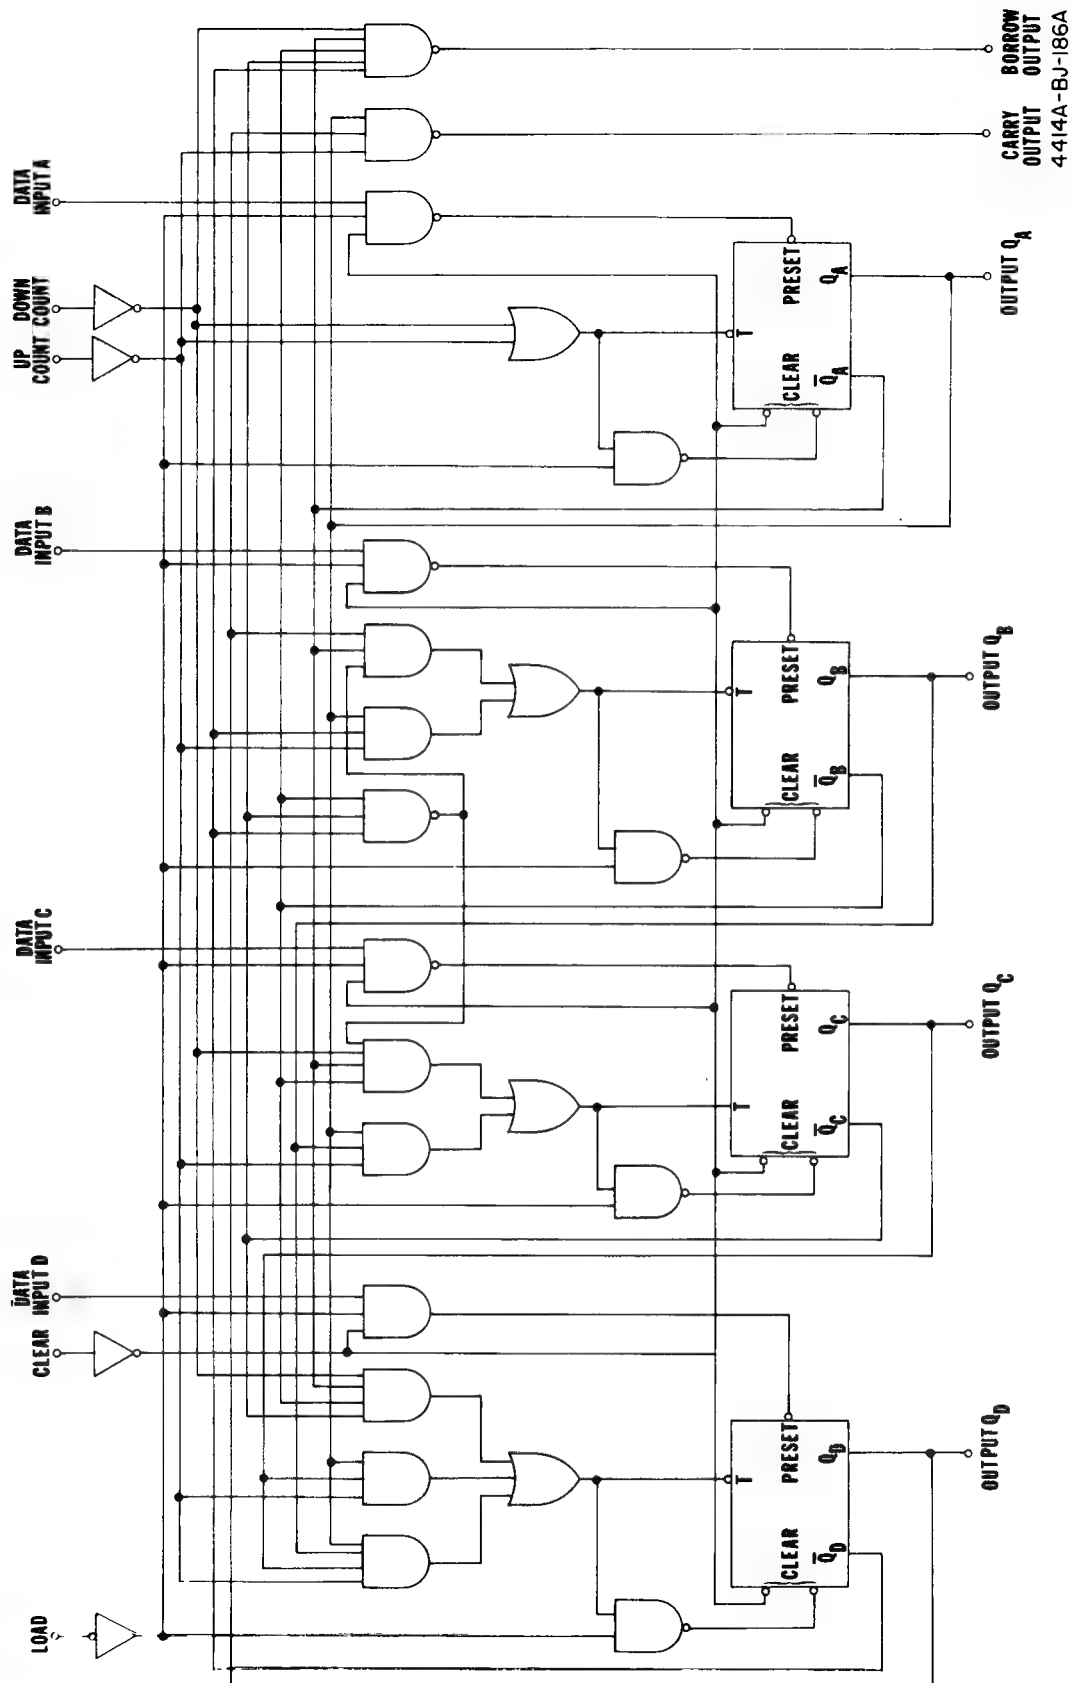 LOAD
CLEAR
DATA
INPUT D
DATA
INPUT C
DATA
INPUT B
UP
COUNT
DOWN
COUNT
DATA
INPUT A
CLEAR
PRESET
T
Q̅D
QD
CLEAR
PRESET
T
Q̅C
QC
CLEAR
PRESET
T
Q̅B
QB
CLEAR
PRESET
T
Q̅A
QA
OUTPUT QD
OUTPUT QC
OUTPUT QB
OUTPUT QA
CARRY
OUTPUT
BORROW
OUTPUT
4414A-BJ-186A